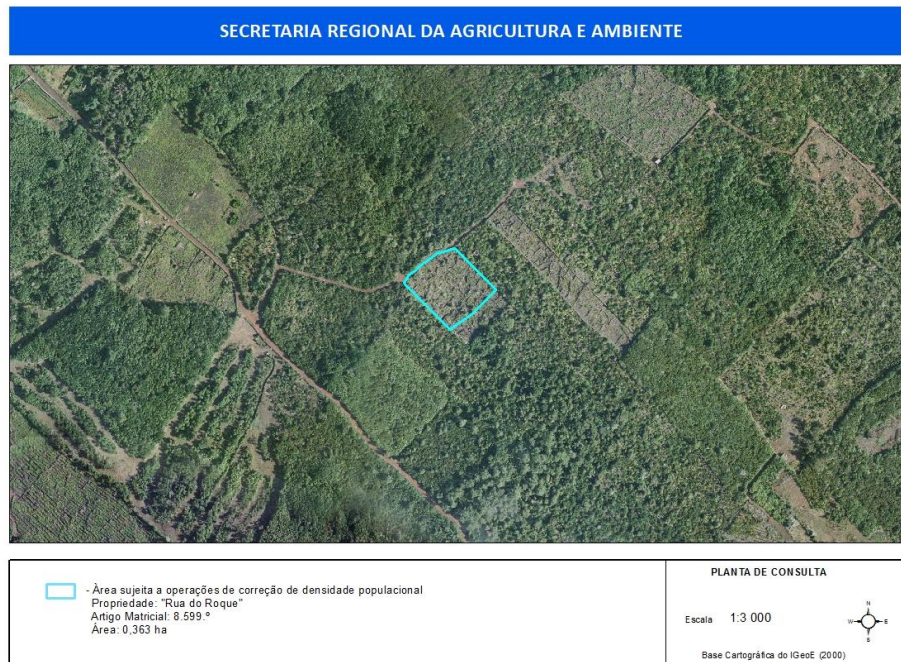 SECRETARIA REGIONAL DA AGRICULTURA E AMBIENTE
- Área sujeita a operações de correção de densidade populacional
Propriedade: "Rua do Roque"
Artigo Matricial: 8.599.º
Área: 0,363 ha
PLANTA DE CONSULTA
Escala 1:3 000
N
W E
S
Base Cartográfica do IGeoE (2000)